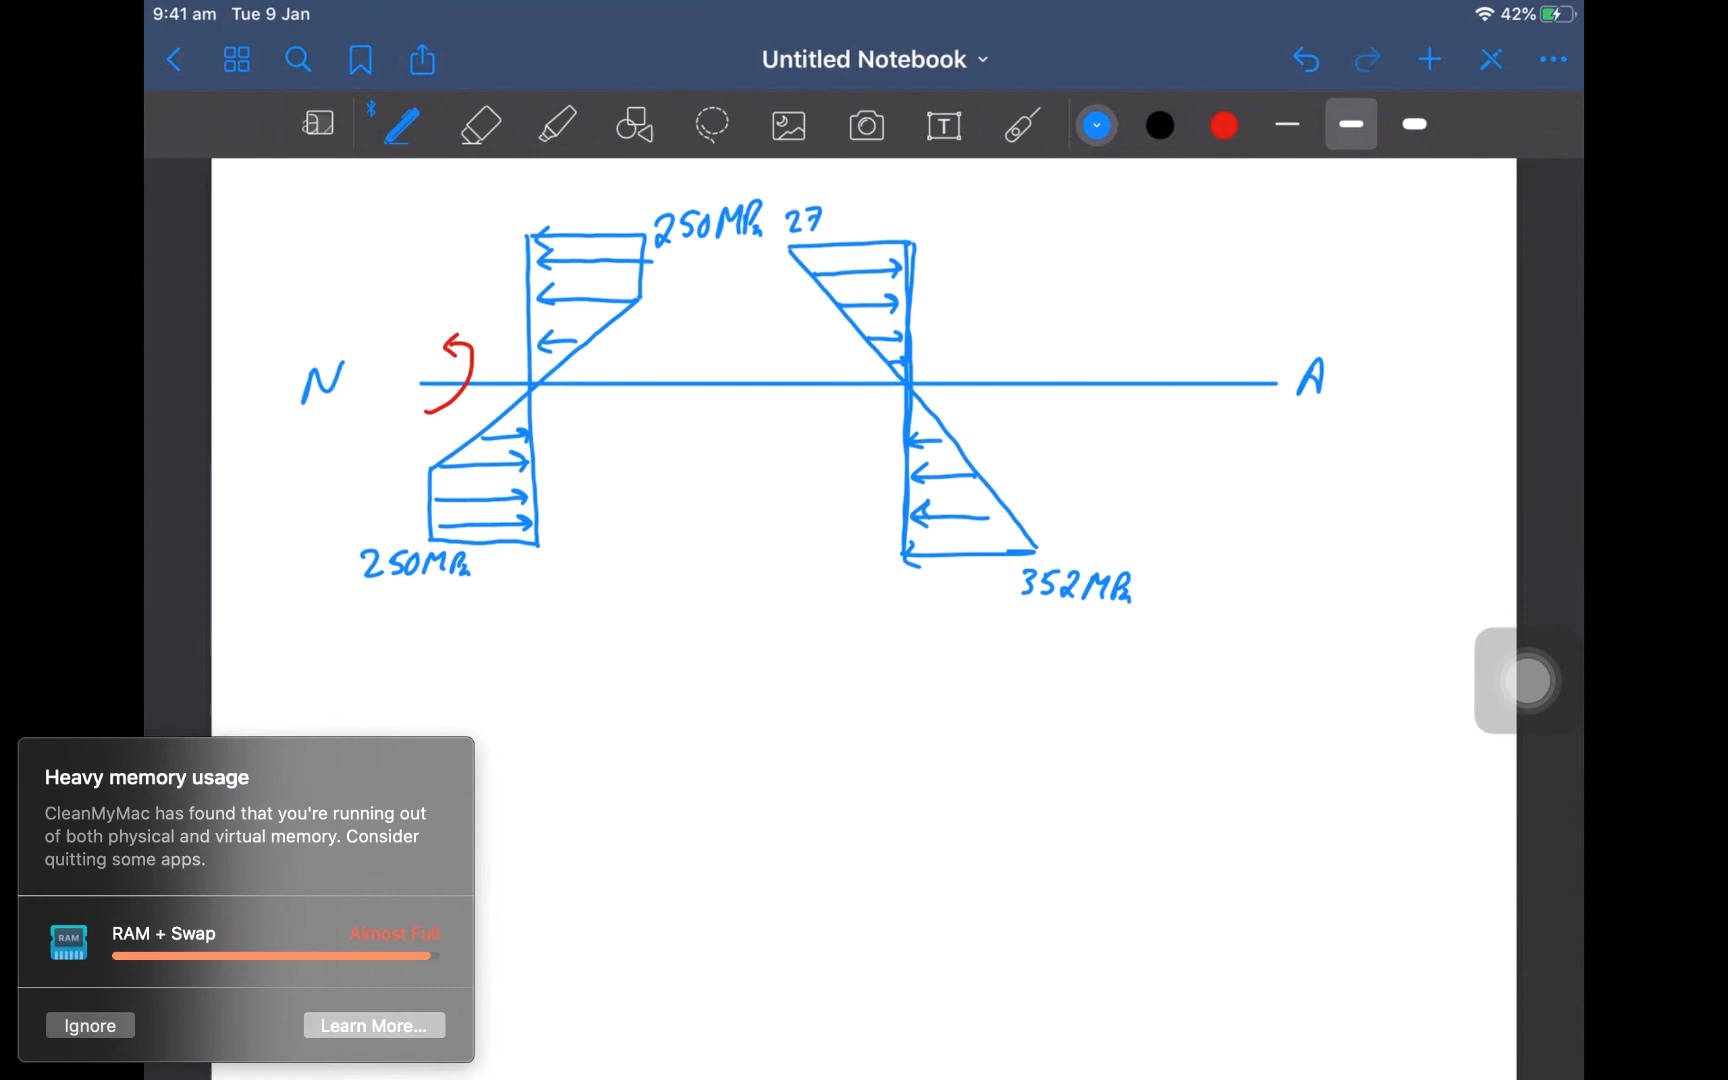 9:41 am Tue 9 Jan
42%
Untitled Notebook
a
T
250MPa 27
N
A
250MPa
352MPa
Heavy memory usage
CleanMyMac has found that you're running out
of both physical and virtual memory. Consider
quitting some apps.
RAM
RAM + Swap Almost Full
Ignore Learn More...